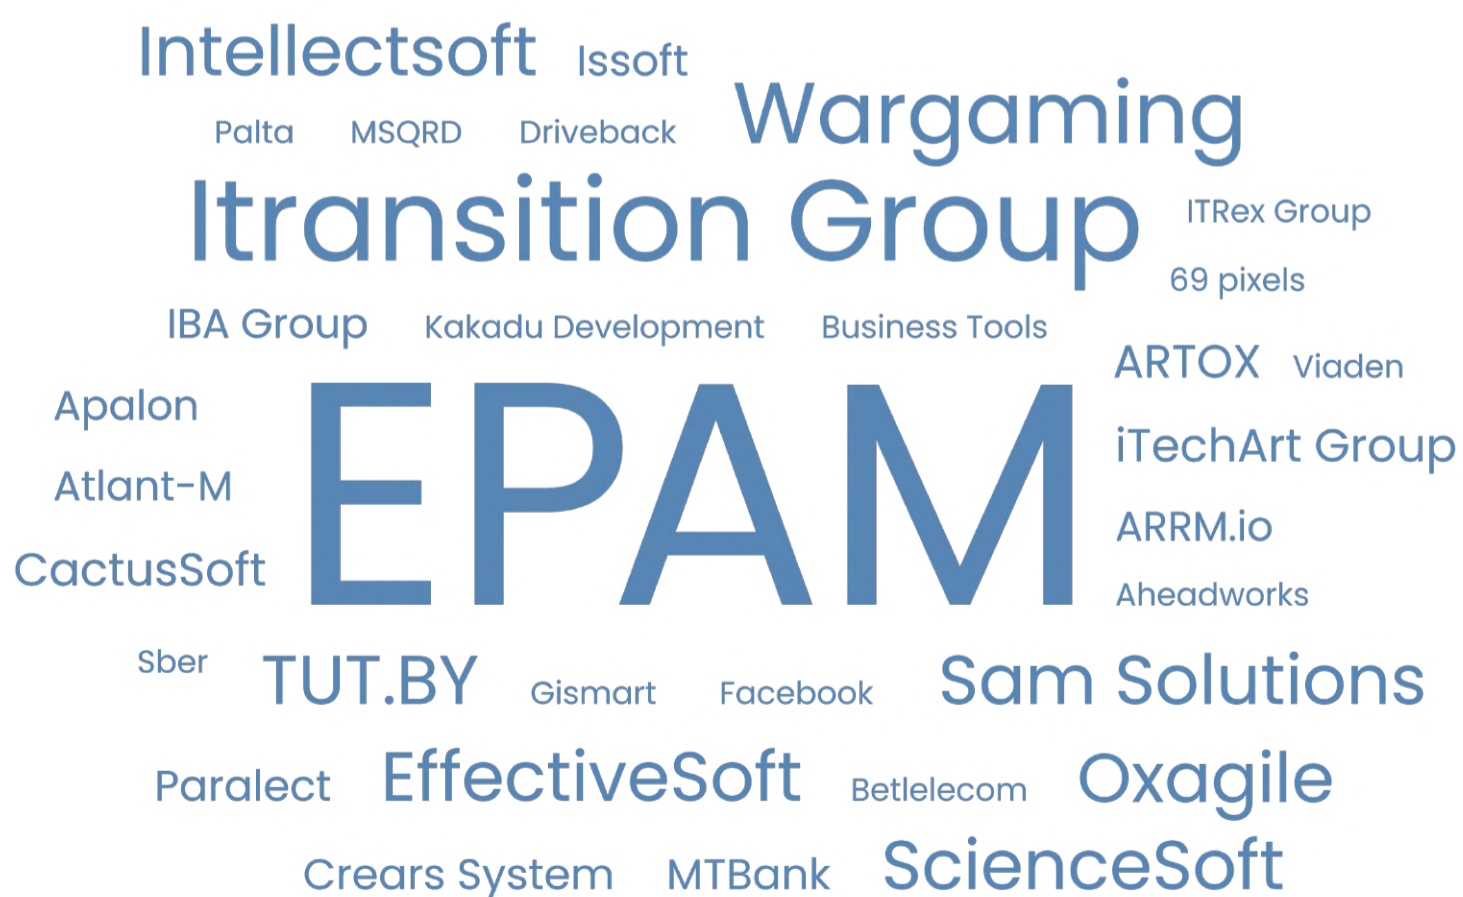 Intellectsoft Issoft
Wargaming
Palta MSQRD Driveback
Itransition Group
ITRex Group
69 pixels
IBA Group Kakadu Development Business Tools
ARTOX Viaden
Apalon
EPAM
iTechArt Group
Atlant-M
ARRM.io
CactusSoft
Aheadworks
Sber TUT.BY Gismart Facebook Sam Solutions
Paralect EffectiveSoft Betlelecom Oxagile
Crears System MTBank ScienceSoft